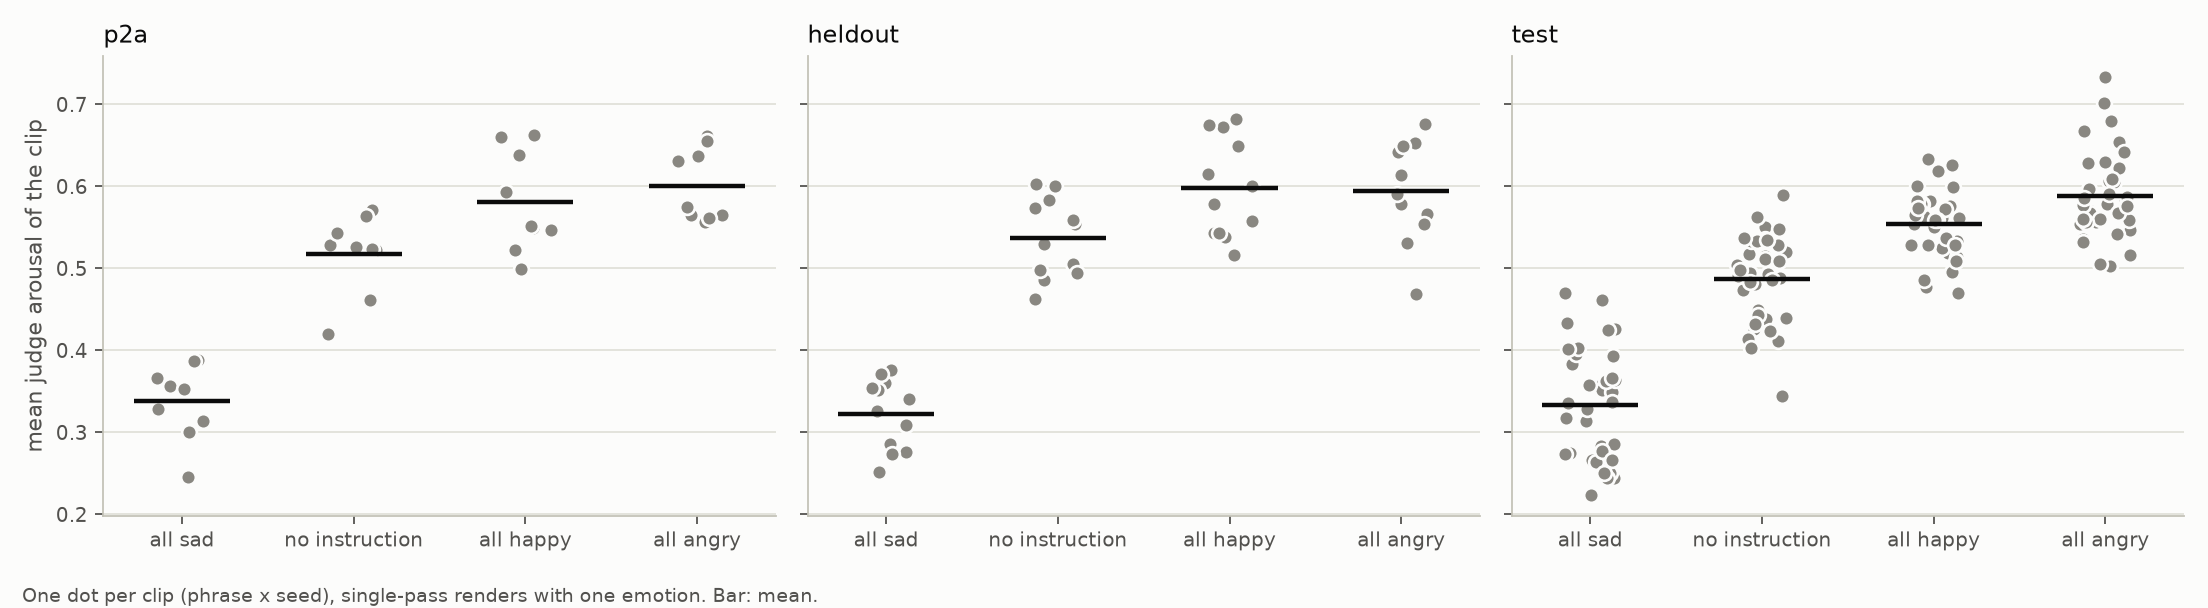 p2a
heldout
test
mean judge arousal of the clip
0.7
0.6
0.5
0.4
0.3
0.2
all sad
no instruction
all happy
all angry
all sad
no instruction
all happy
all angry
all sad
no instruction
all happy
all angry
One dot per clip (phrase x seed), single-pass renders with one emotion. Bar: mean.